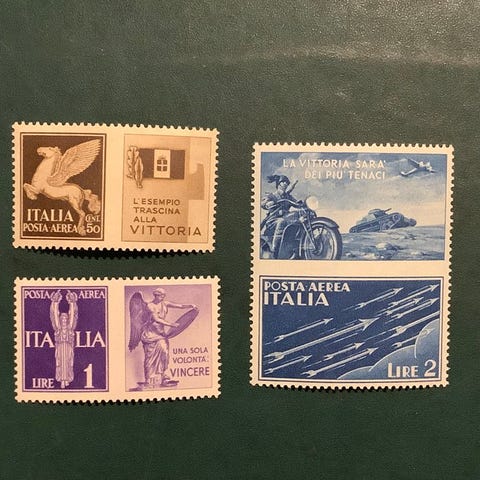 ITALIA
POSTA-AEREA
CENT.
50
L'ESEMPIO
TRASCINA
ALLA
VITTORIA
POSTA AEREA
ITALIA
LIRE 1
UNA SOLA
VOLONTÀ:
VINCERE
LA VITTORIA SARA'
DEI PIU' TENACI
POSTA-AEREA
ITALIA
LIRE 2